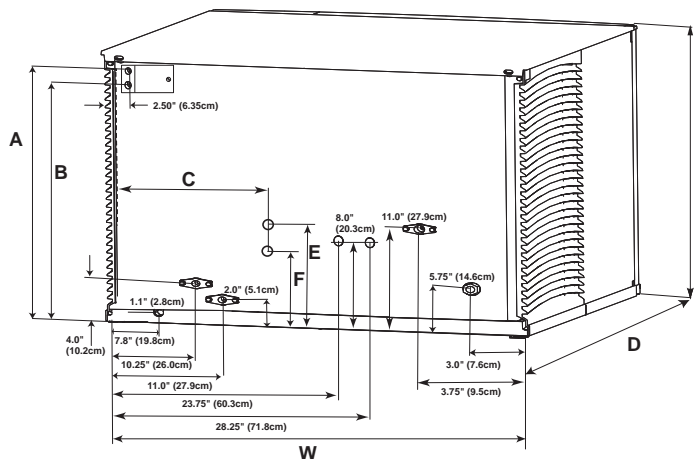 A
B
2.50" (6.35cm)
C
E
F
8.0"
(20.3cm)
11.0" (27.9cm)
5.75" (14.6cm)
2.0" (5.1cm)
1.1" (2.8cm)
4.0"
(10.2cm)
7.8" (19.8cm)
10.25" (26.0cm)
11.0" (27.9cm)
23.75" (60.3cm)
28.25" (71.8cm)
W
3.0" (7.6cm)
3.75" (9.5cm)
D